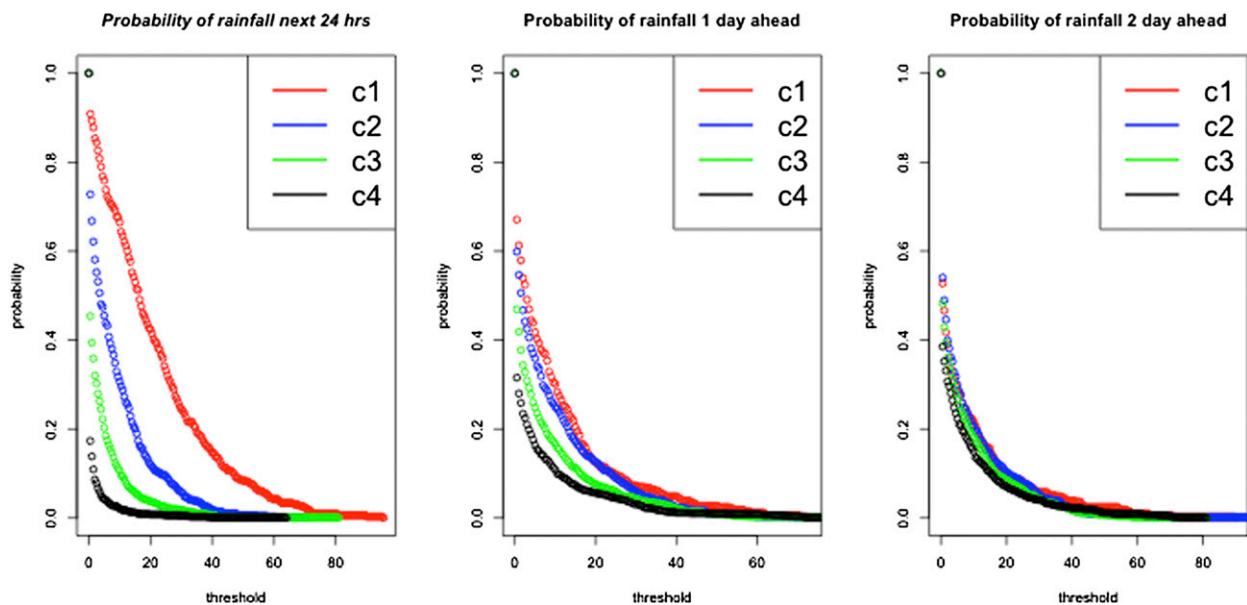 Probability of rainfall next 24 hrs
c1
c2
c3
c4
probability
0.0
0.2
0.4
0.6
0.8
1.0
0
20
40
60
80
threshold
Probability of rainfall 1 day ahead
c1
c2
c3
c4
probability
0.0
0.2
0.4
0.6
0.8
1.0
0
20
40
60
threshold
Probability of rainfall 2 day ahead
c1
c2
c3
c4
probability
0.0
0.2
0.4
0.6
0.8
1.0
0
20
40
60
80
threshold